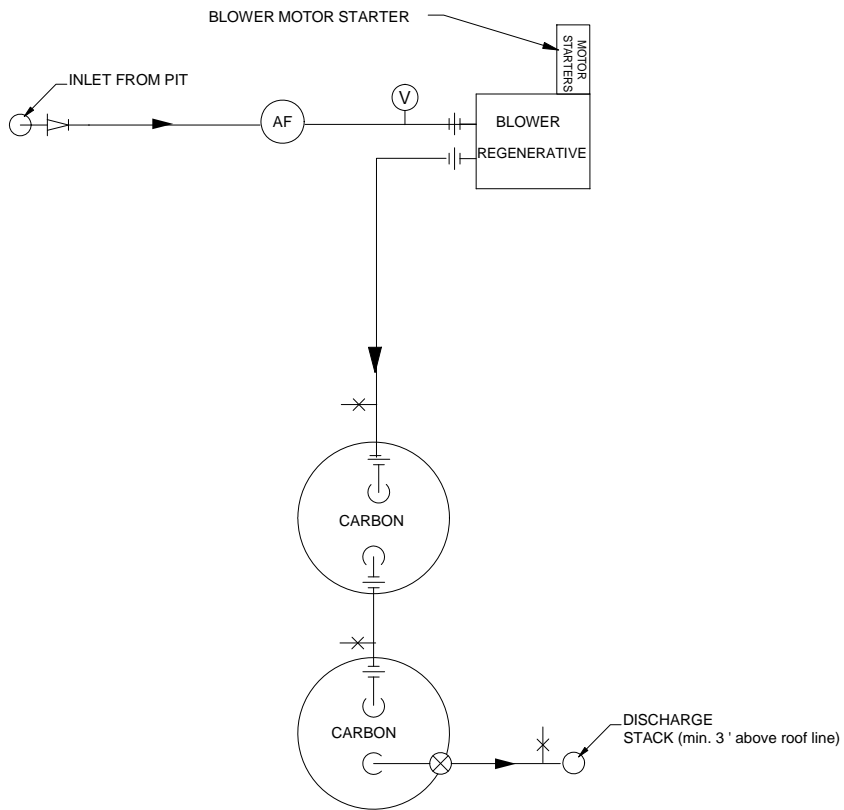 BLOWER MOTOR STARTER
MOTOR
STARTERS
INLET FROM PIT
AF
V
BLOWER
REGENERATIVE
CARBON
CARBON
DISCHARGE
STACK (min. 3 ' above roof line)